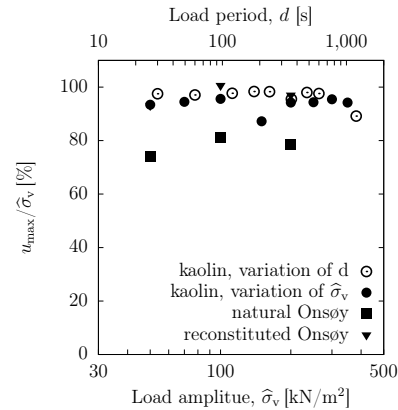 Load period, d [s]
10 100 1,000
100
80
60
40
20
0
u_max/σ̂_v [%]
kaolin, variation of d
kaolin, variation of σ̂_v
natural Onsøy
reconstituted Onsøy
30 100 500
Load amplitue, σ̂_v [kN/m²]